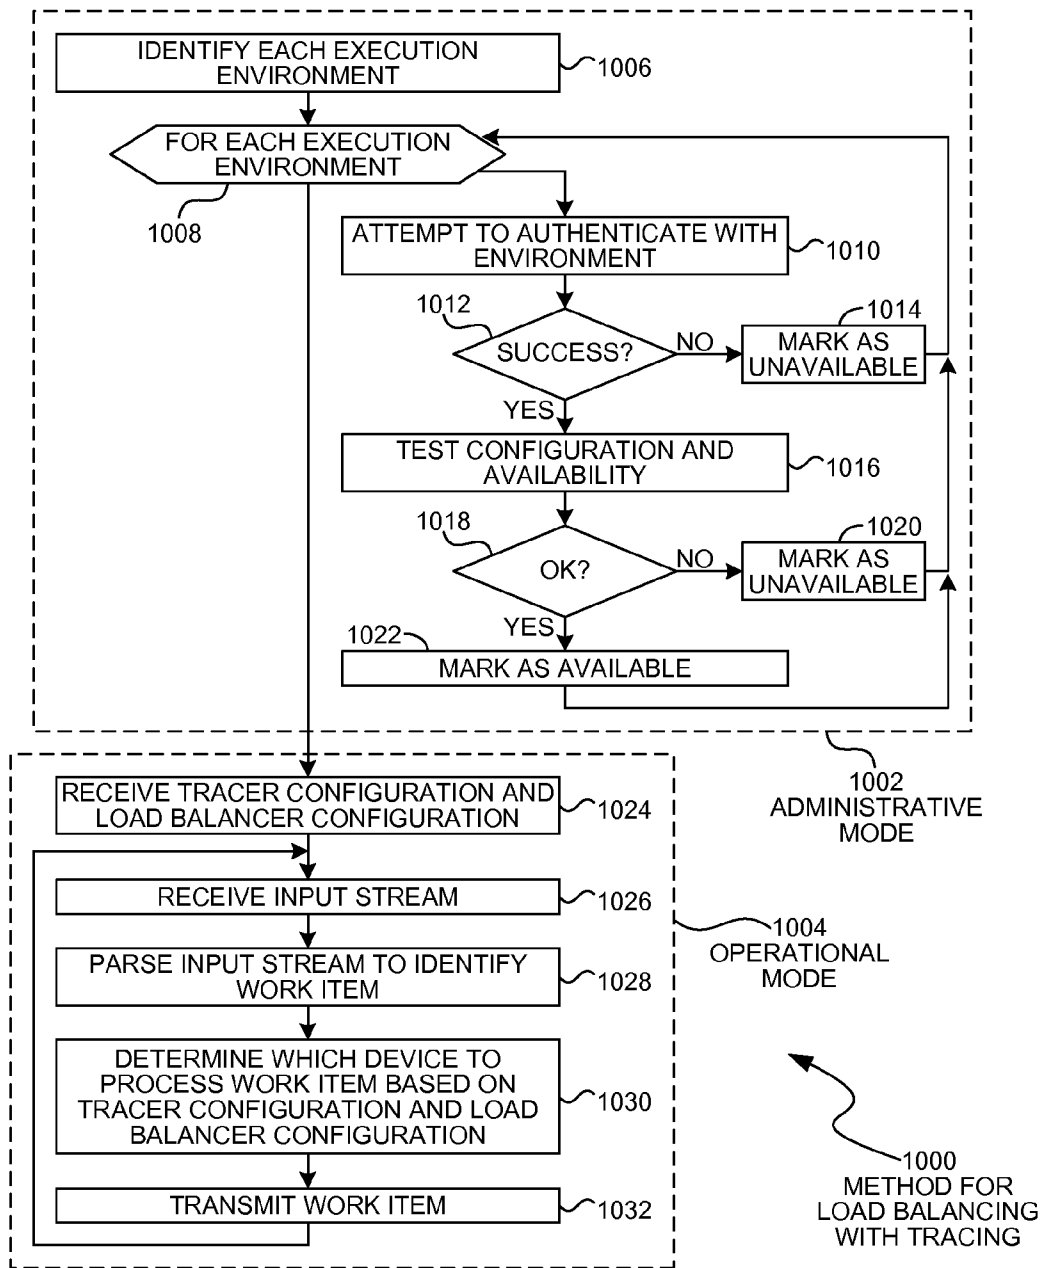 IDENTIFY EACH EXECUTION
ENVIRONMENT
1006
FOR EACH EXECUTION
ENVIRONMENT
1008
ATTEMPT TO AUTHENTICATE WITH
ENVIRONMENT
1010
1012
SUCCESS?
NO
1014
MARK AS
UNAVAILABLE
YES
TEST CONFIGURATION AND
AVAILABILITY
1016
1018
OK?
NO
1020
MARK AS
UNAVAILABLE
YES
1022
MARK AS AVAILABLE
1002
ADMINISTRATIVE
MODE
RECEIVE TRACER CONFIGURATION AND
LOAD BALANCER CONFIGURATION
1024
RECEIVE INPUT STREAM
1026
1004
OPERATIONAL
MODE
PARSE INPUT STREAM TO IDENTIFY
WORK ITEM
1028
DETERMINE WHICH DEVICE TO
PROCESS WORK ITEM BASED ON
TRACER CONFIGURATION AND LOAD
BALANCER CONFIGURATION
1030
TRANSMIT WORK ITEM
1032
1000
METHOD FOR
LOAD BALANCING
WITH TRACING